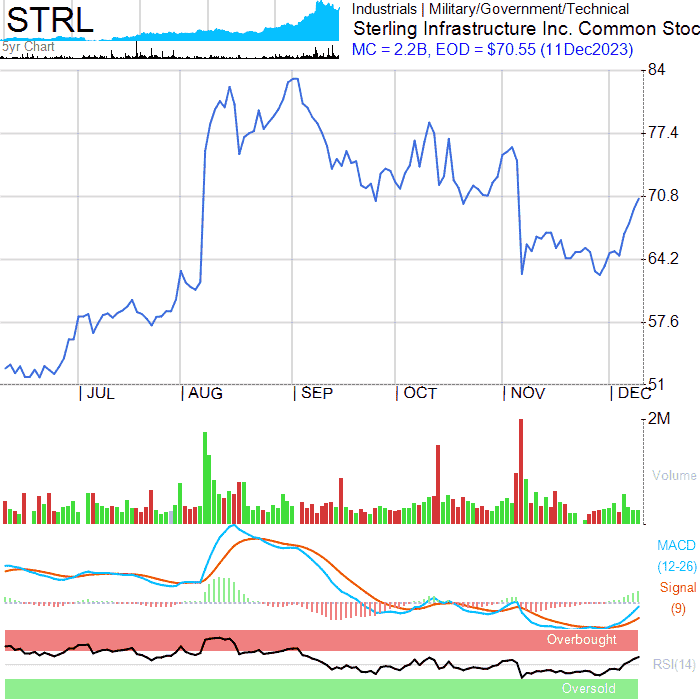 STRL
5yr Chart
Industrials | Military/Government/Technical
Sterling Infrastructure Inc. Common Stoc
MC = 2.2B, EOD = $70.55 (11Dec2023)
84
77.4
70.8
64.2
57.6
51
| JUL | AUG | SEP | OCT | NOV | DEC
2M
Volume
MACD
(12-26)
Signal
(9)
Overbought
RSI(14)
Oversold